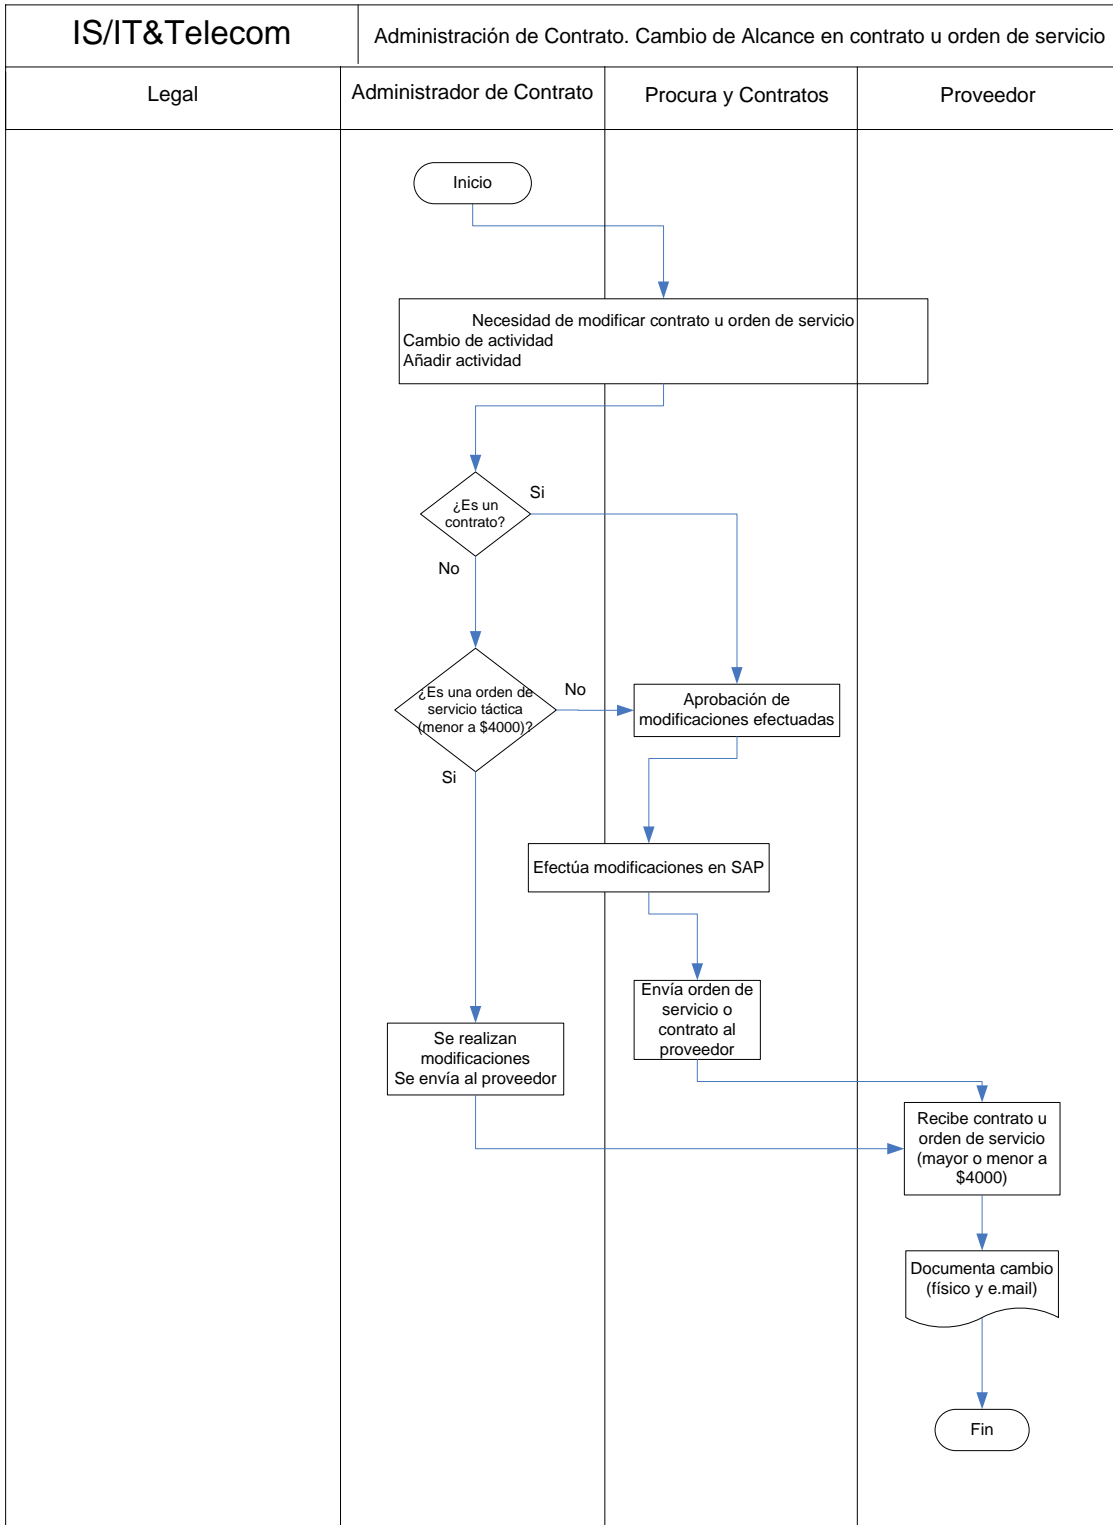 IS/IT&Telecom
Administración de Contrato. Cambio de Alcance en contrato u orden de servicio
Legal
Administrador de Contrato
Procura y Contratos
Proveedor
Inicio
Necesidad de modificar contrato u orden de servicio
Cambio de actividad
Añadir actividad
¿Es un
contrato?
Si
No
¿Es una orden de
servicio táctica
(menor a $4000)?
No
Si
Aprobación de
modificaciones efectuadas
Efectúa modificaciones en SAP
Envía orden de
servicio o
contrato al
proveedor
Se realizan
modificaciones
Se envía al proveedor
Recibe contrato u
orden de servicio
(mayor o menor a
$4000)
Documenta cambio
(físico y e.mail)
Fin